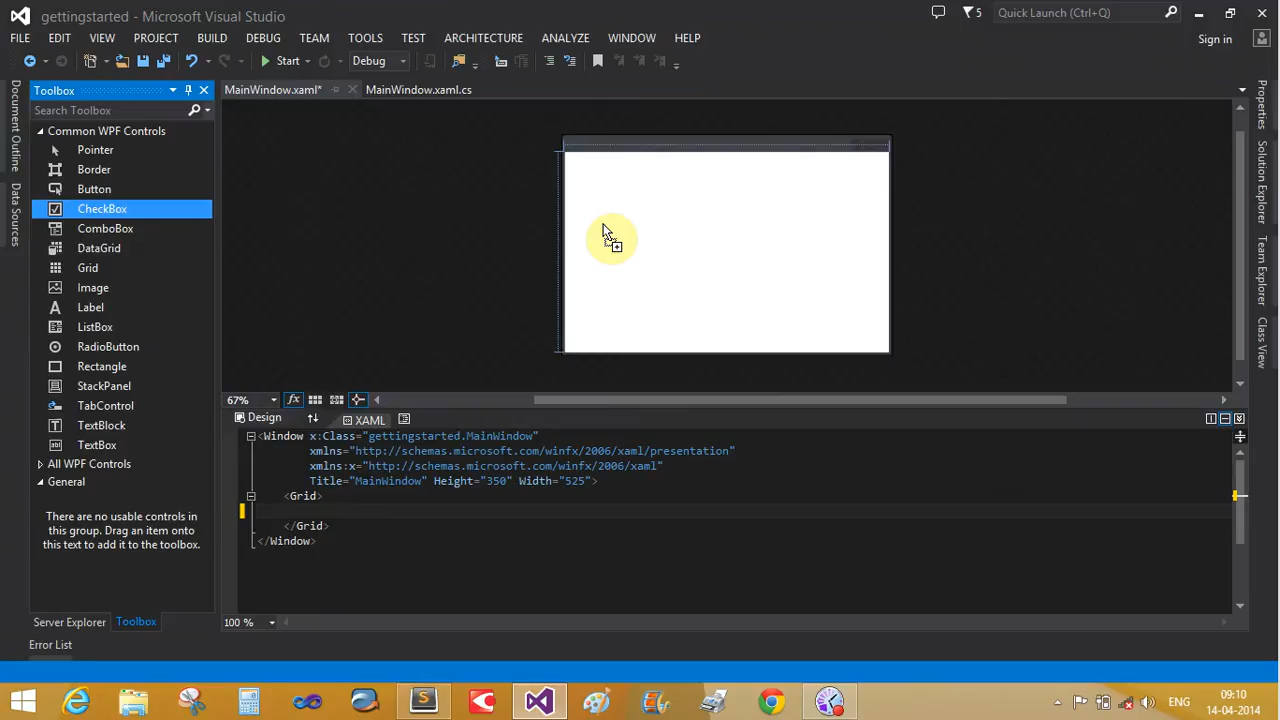 gettingstarted - Microsoft Visual Studio
5
Quick Launch (Ctrl+Q)
FILE EDIT VIEW PROJECT BUILD DEBUG TEAM TOOLS TEST ARCHITECTURE ANALYZE WINDOW HELP
Sign in
Start
Debug
Document Outline
Data Sources
Toolbox
MainWindow.xaml*
MainWindow.xaml.cs
Search Toolbox
Common WPF Controls
Pointer
Border
Button
CheckBox
ComboBox
DataGrid
Grid
Image
Label
ListBox
RadioButton
Rectangle
StackPanel
TabControl
TextBlock
TextBox
All WPF Controls
General
There are no usable controls in
this group. Drag an item onto
this text to add it to the toolbox.
Server Explorer
Toolbox
67%
fx
Design
XAML
<Window x:Class="gettingstarted.MainWindow"
xmlns="http://schemas.microsoft.com/winfx/2006/xaml/presentation"
xmlns:x="http://schemas.microsoft.com/winfx/2006/xaml"
Title="MainWindow" Height="350" Width="525">
<Grid>
</Grid>
</Window>
100 %
Properties
Solution Explorer
Team Explorer
Class View
Error List
ENG
09:10
14-04-2014